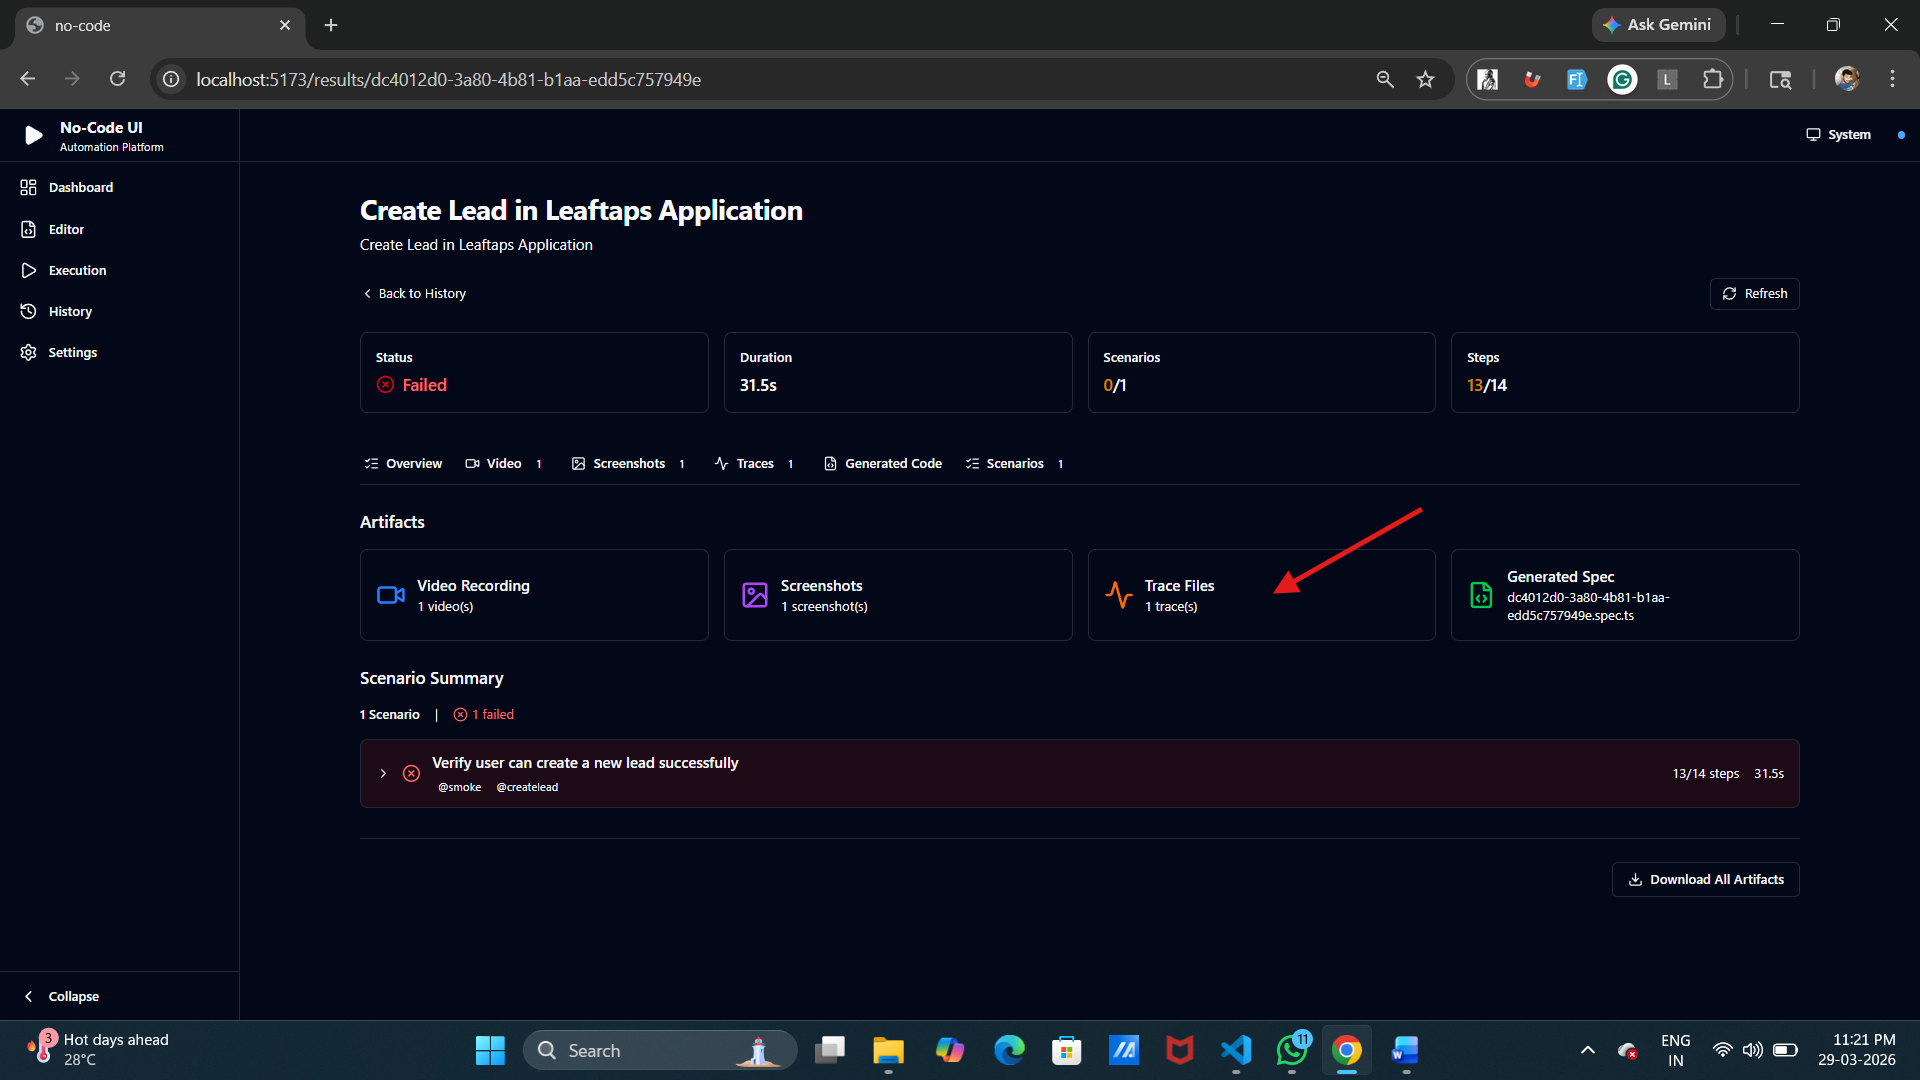 no-code
Ask Gemini
localhost:5173/results/dc4012d0-3a80-4b81-b1aa-edd5c757949e
No-Code UI
Automation Platform
System
Dashboard
Editor
Execution
History
Settings
Create Lead in Leaftaps Application
Create Lead in Leaftaps Application
Back to History
Refresh
Status
Failed
Duration
31.5s
Scenarios
0/1
Steps
13/14
Overview
Video 1
Screenshots 1
Traces 1
Generated Code
Scenarios 1
Artifacts
Video Recording
1 video(s)
Screenshots
1 screenshot(s)
Trace Files
1 trace(s)
Generated Spec
dc4012d0-3a80-4b81-b1aa-
edd5c757949e.spec.ts
Scenario Summary
1 Scenario | 1 failed
Verify user can create a new lead successfully
@smoke @createlead
13/14 steps 31.5s
Download All Artifacts
Collapse
3
Hot days ahead
28°C
Search
11
ENG
IN
11:21 PM
29-03-2026